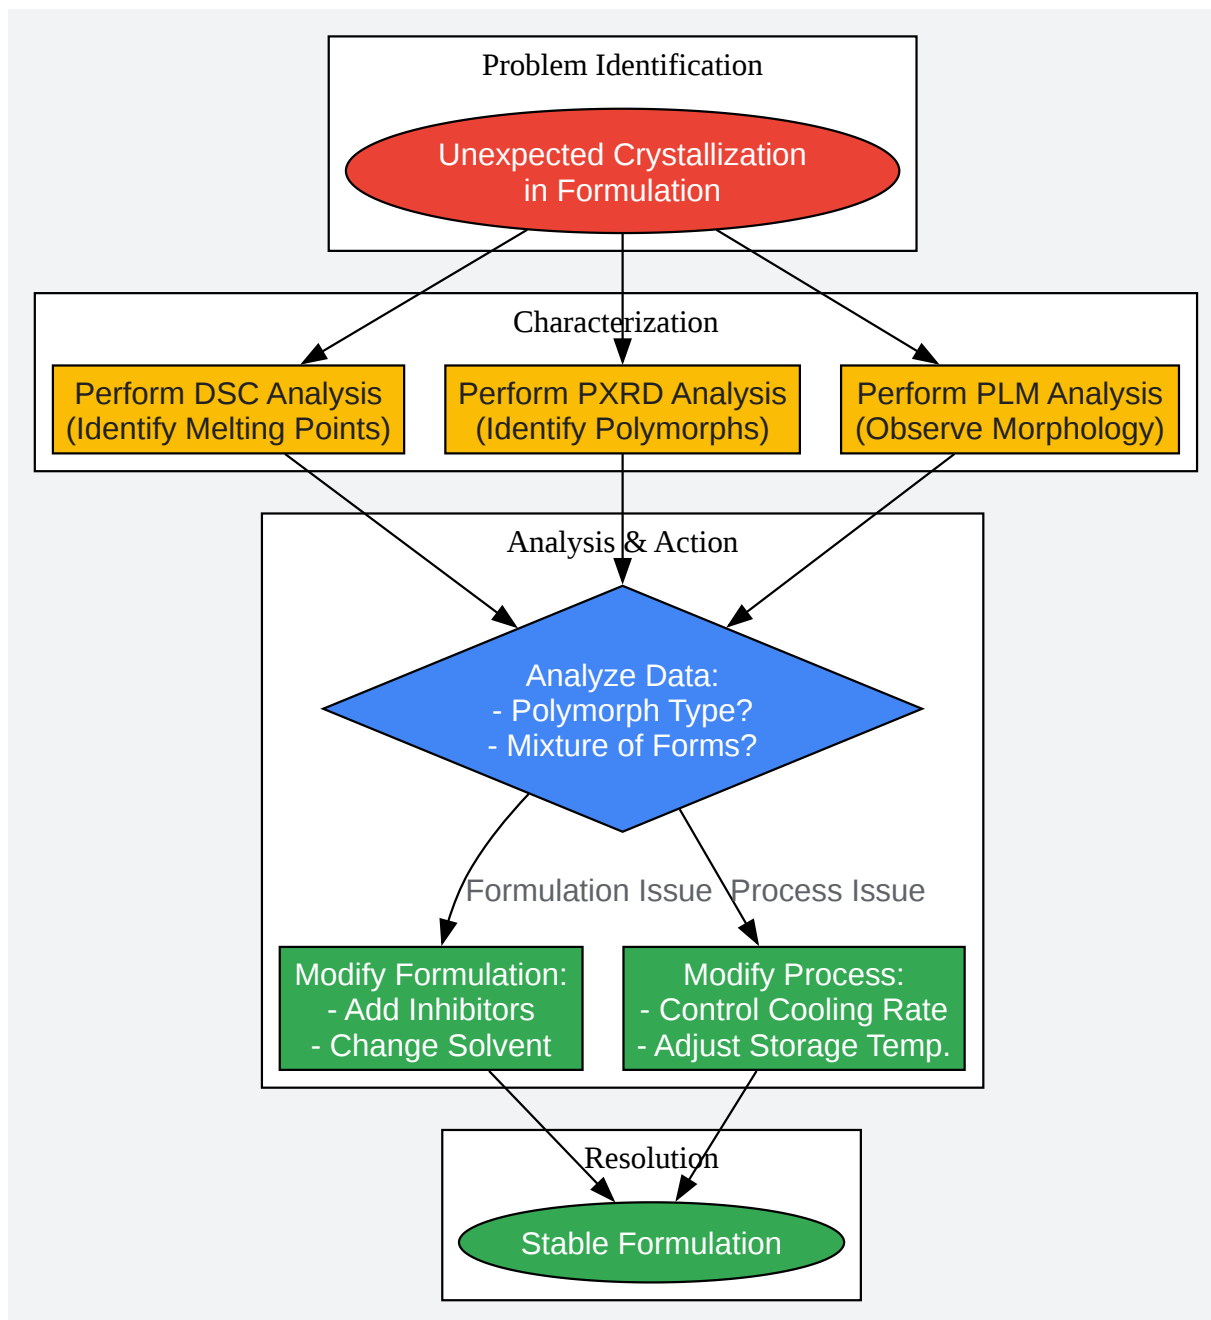 Problem Identification
Unexpected Crystallization
in Formulation
Characterization
Perform DSC Analysis
(Identify Melting Points)
Perform PXRD Analysis
(Identify Polymorphs)
Perform PLM Analysis
(Observe Morphology)
Analysis & Action
Analyze Data:
- Polymorph Type?
- Mixture of Forms?
Formulation Issue
Process Issue
Modify Formulation:
- Add Inhibitors
- Change Solvent
Modify Process:
- Control Cooling Rate
- Adjust Storage Temp.
Resolution
Stable Formulation